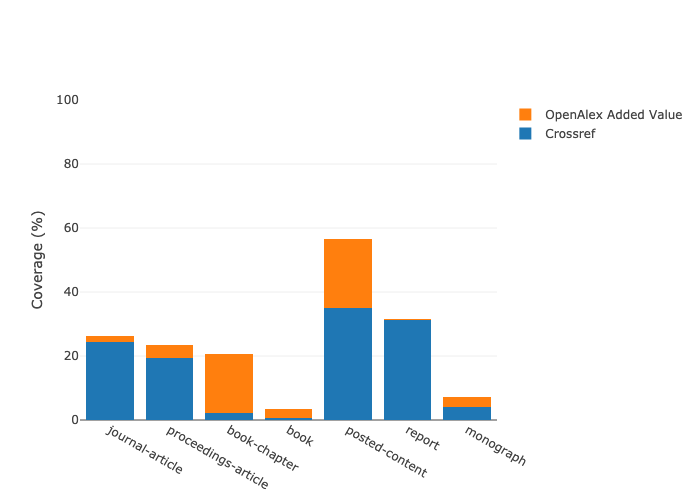 100
80
60
40
20
0
Coverage (%)
journal-article
proceedings-article
book-chapter
book
posted-content
report
monograph
OpenAlex Added Value
Crossref